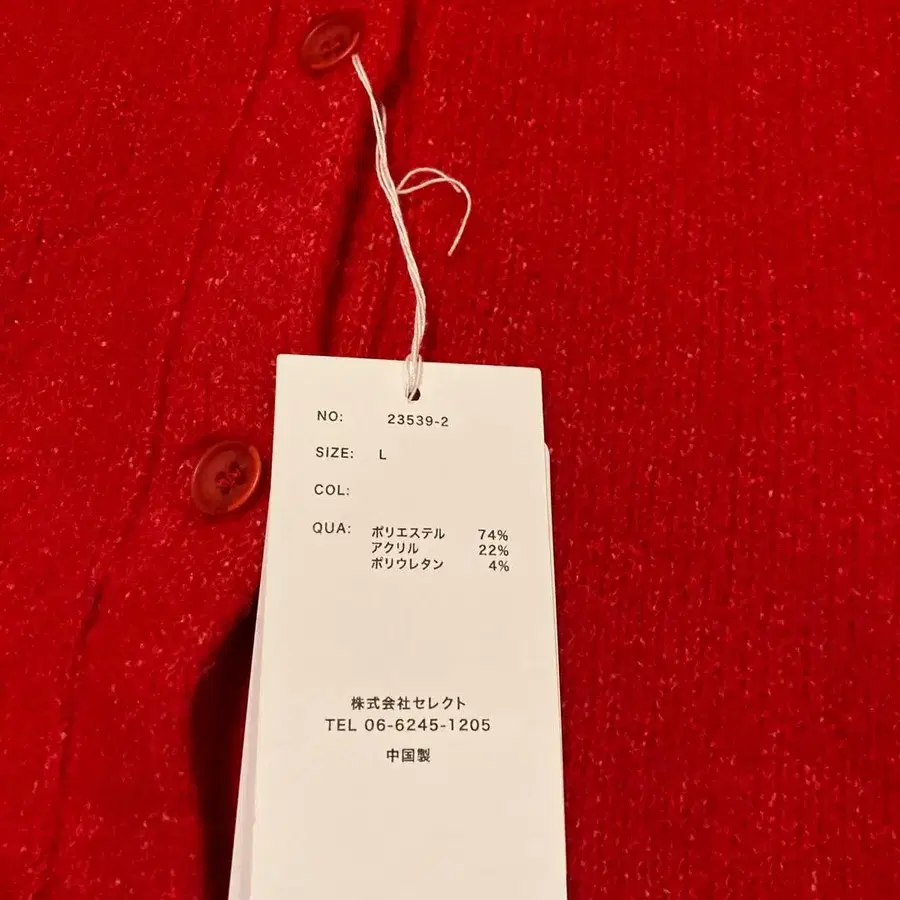 NO: 23539-2
SIZE: L
COL:
QUA: ポリエステル 74%
アクリル 22%
ポリウレタン 4%
株式会社セレクト
TEL 06-6245-1205
中国製